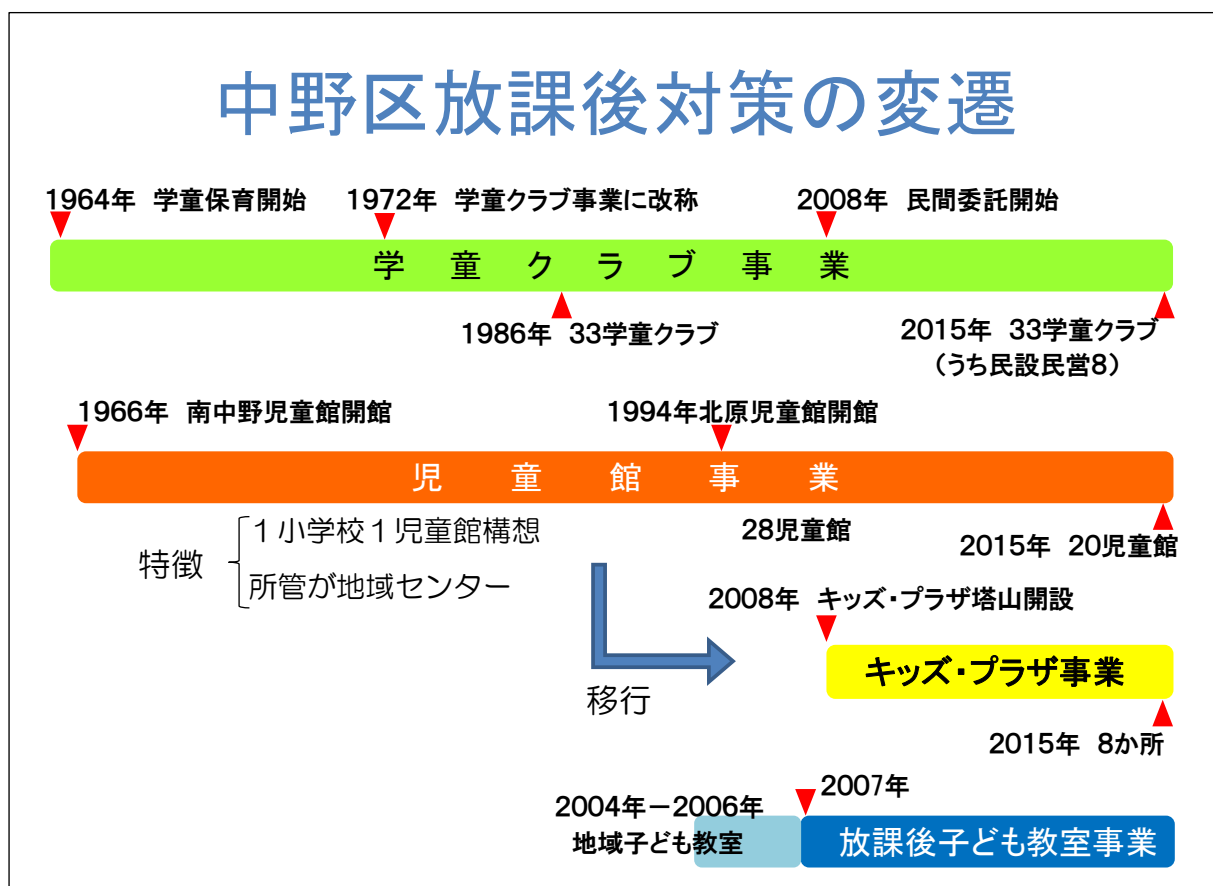 中野区放課後対策の変遷
1964年 学童保育開始
1972年 学童クラブ事業に改称
2008年 民間委託開始
学童クラブ事業
1986年 33学童クラブ
2015年 33学童クラブ
（うち民設民営8）
1966年 南中野児童館開館
1994年北原児童館開館
児童館事業
特徴
１小学校１児童館構想
所管が地域センター
28児童館
2015年 20児童館
2008年 キッズ・プラザ塔山開設
移行
キッズ・プラザ事業
2015年 8か所
2004年－2006年
地域子ども教室
2007年
放課後子ども教室事業